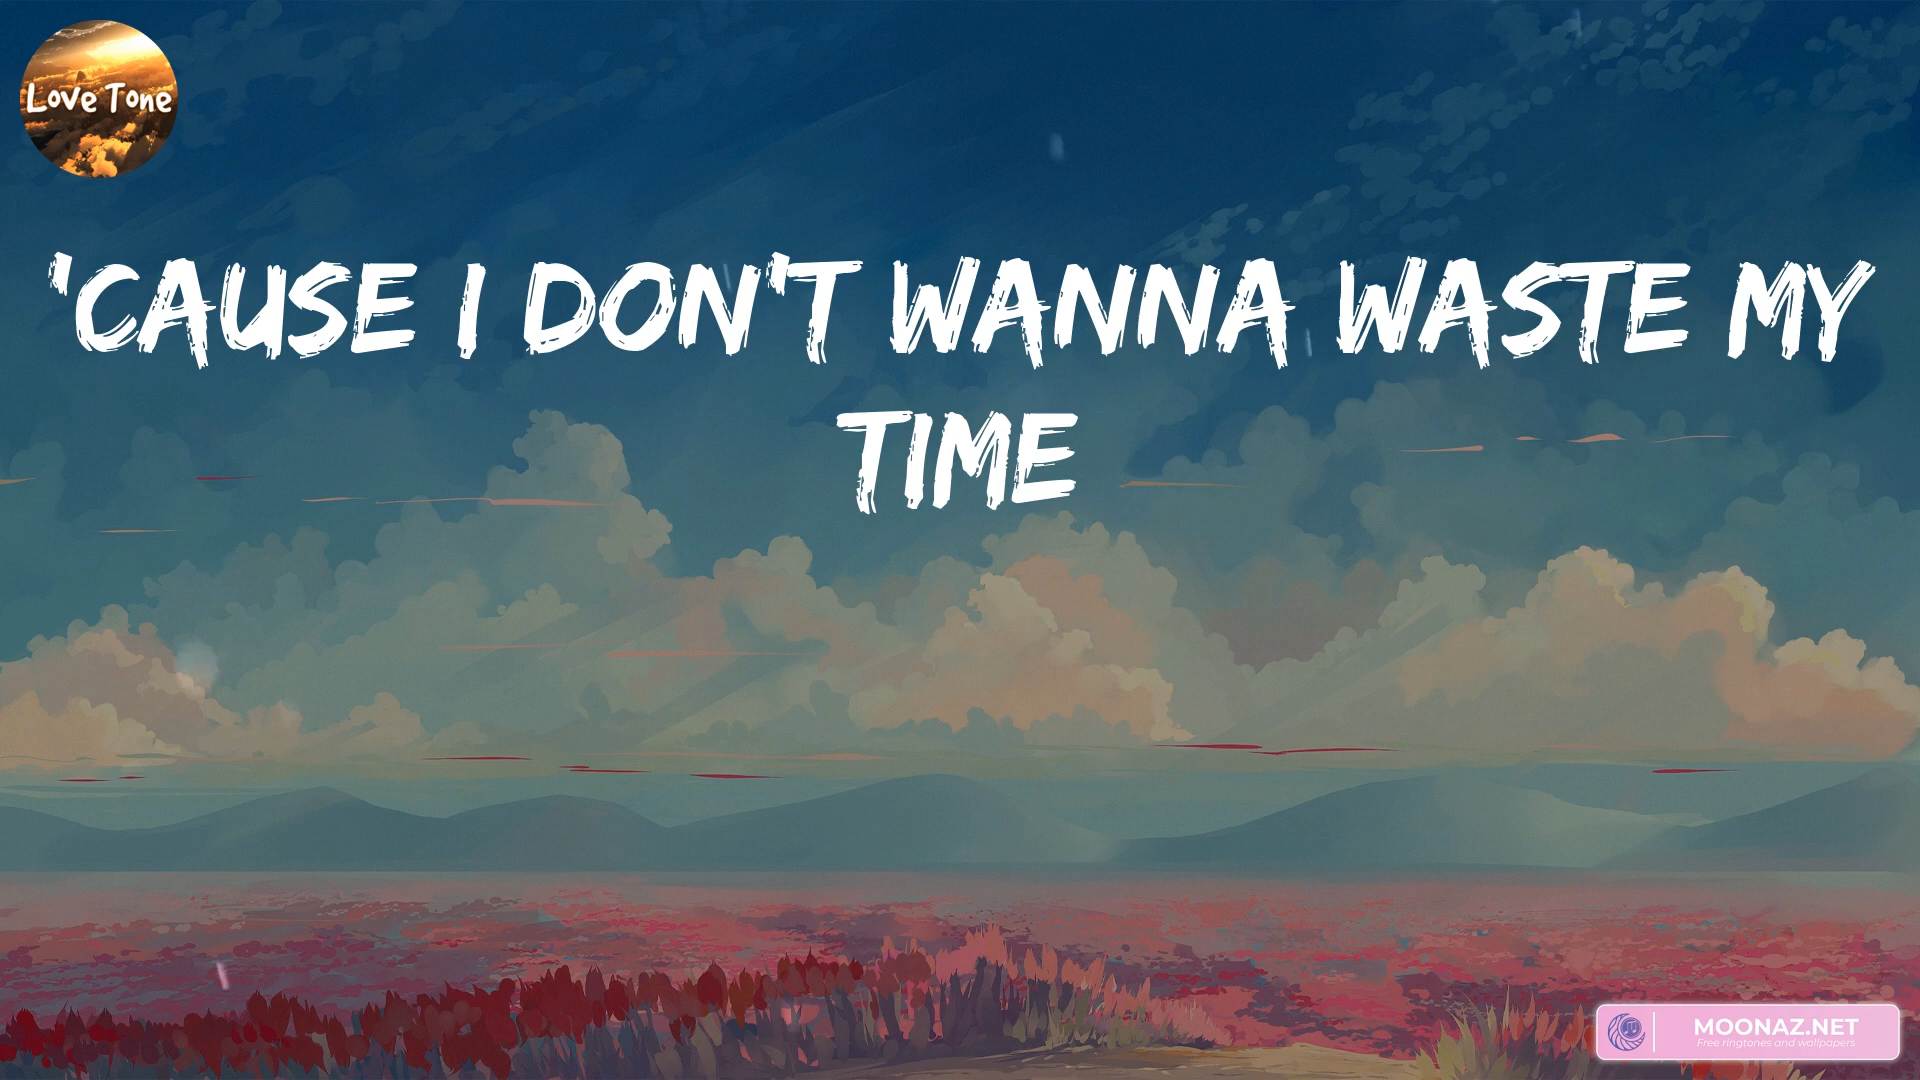 Love Tone
'CAUSE I DON'T WANNA WASTE MY
TIME
MOONAZ.NET
Free ringtones and wallpapers